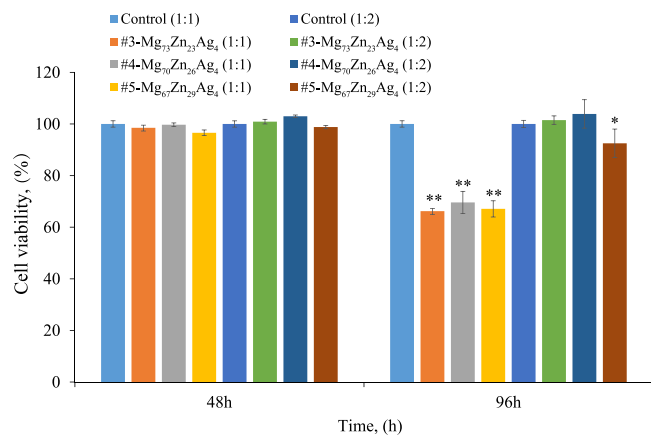 Control (1:1)
Control (1:2)
#3-Mg₇₃Zn₂₃Ag₄ (1:1)
#3-Mg₇₃Zn₂₃Ag₄ (1:2)
#4-Mg₇₀Zn₂₆Ag₄ (1:1)
#4-Mg₇₀Zn₂₆Ag₄ (1:2)
#5-Mg₆₇Zn₂₉Ag₄ (1:1)
#5-Mg₆₇Zn₂₉Ag₄ (1:2)
Cell viability, (%)
120
100
80
60
40
20
0
**
**
**
*
48h
96h
Time, (h)